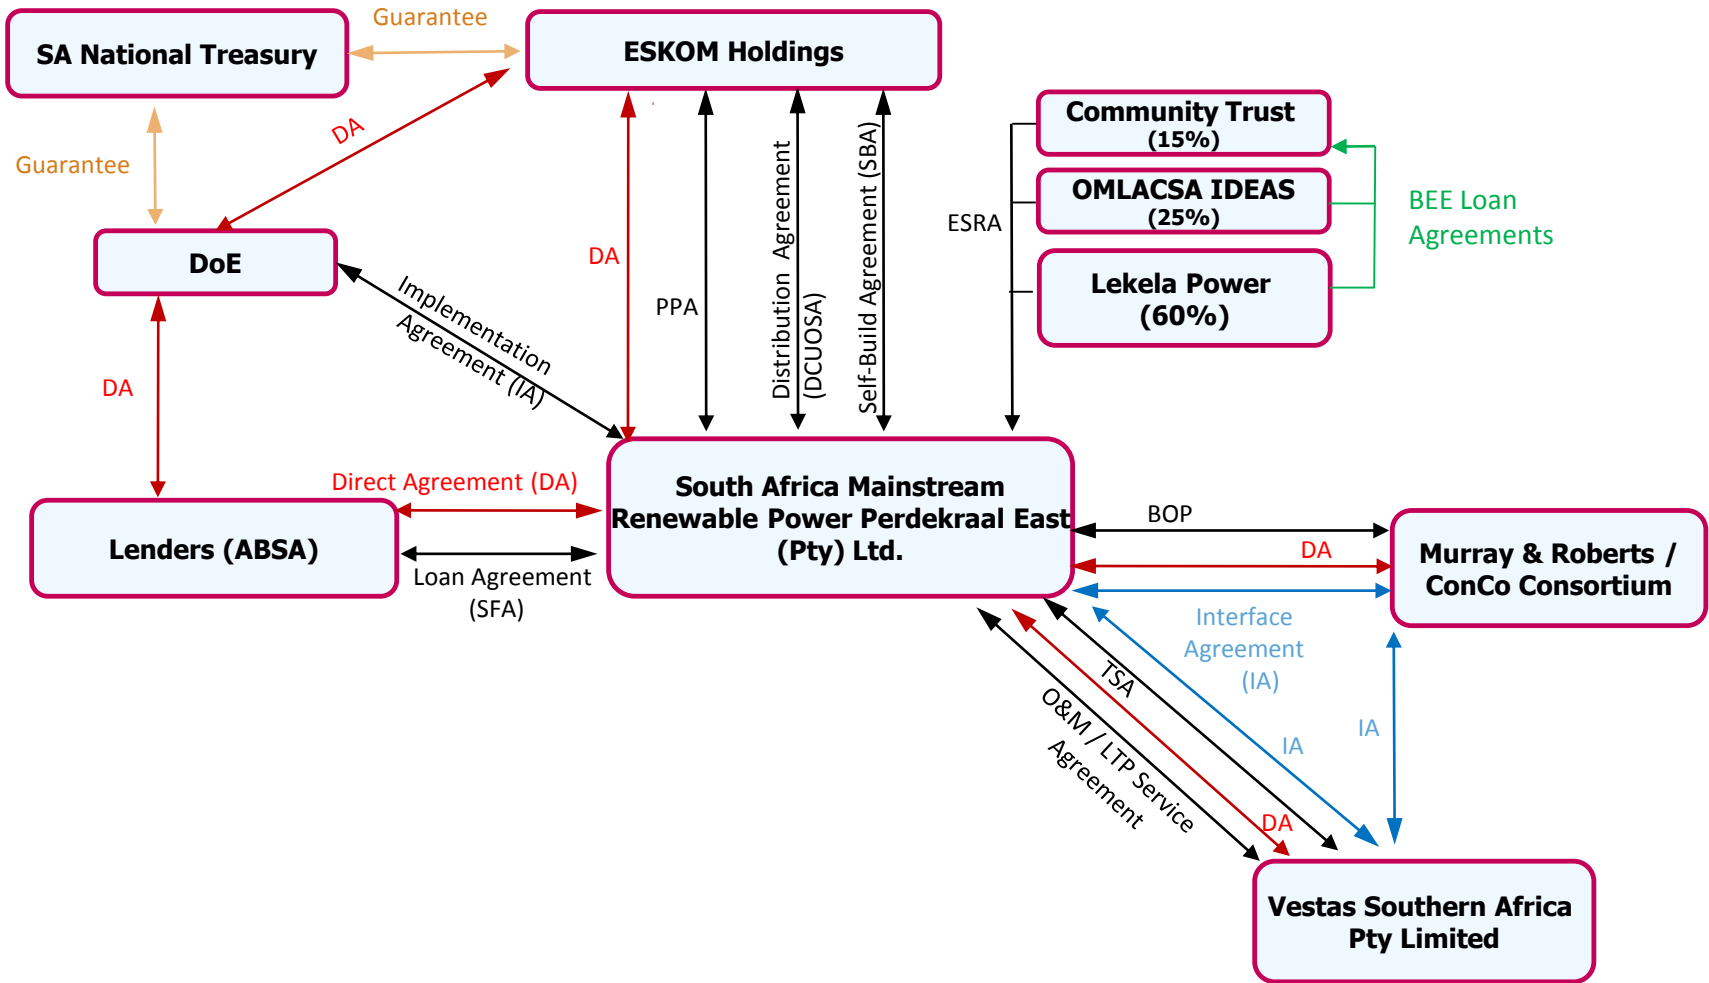 Guarantee
SA National Treasury
ESKOM Holdings
DA
Guarantee
Community Trust
(15%)
OMLACSA IDEAS
(25%)
BEE Loan
Agreements
ESRA
Lekela Power
(60%)
DoE
DA
Implementation
Agreement (IA)
PPA
Distribution Agreement
(DCUOSA)
Self-Build Agreement (SBA)
DA
Direct Agreement (DA)
Lenders (ABSA)
Loan Agreement
(SFA)
South Africa Mainstream
Renewable Power Perdekraal East
(Pty) Ltd.
BOP
DA
Murray & Roberts /
ConCo Consortium
Interface
Agreement
(IA)
TSA
O&M / LTP Service
Agreement
IA
IA
DA
Vestas Southern Africa
Pty Limited